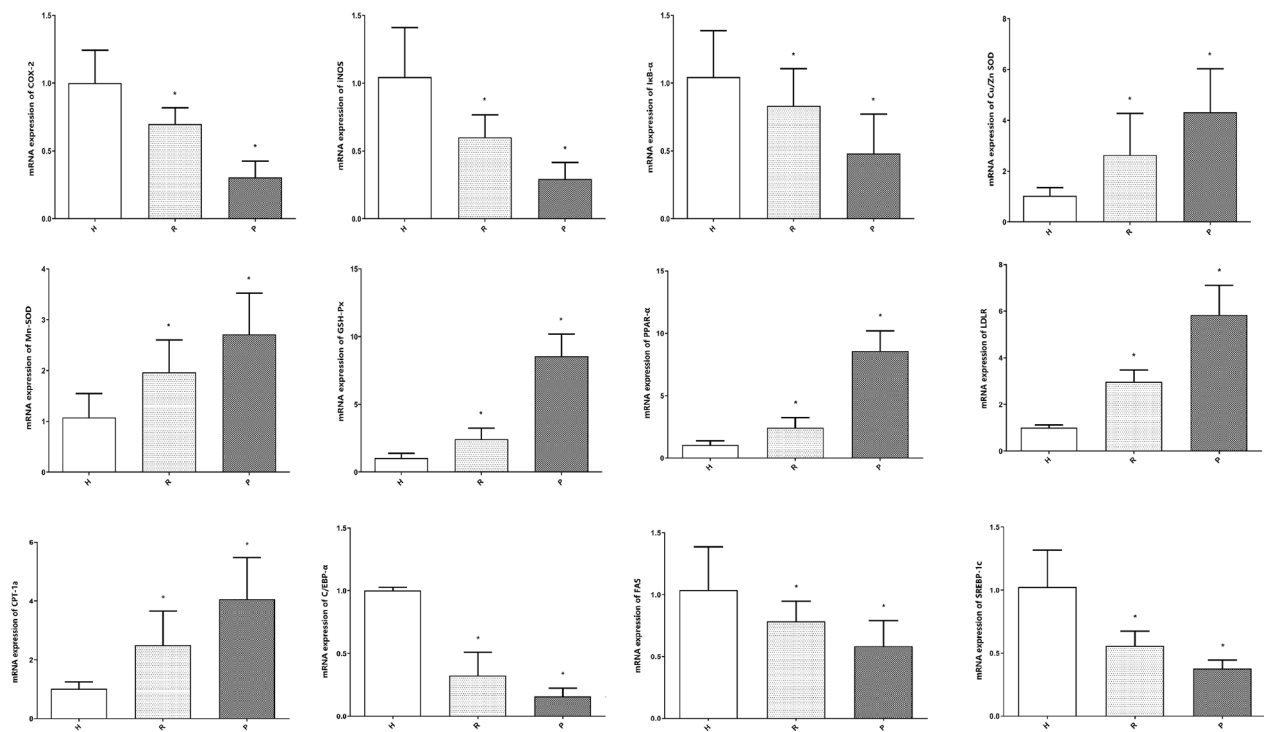 mRNA expression of COX-2
1.5
1.0
0.5
0.0
*
*
H
R
P
mRNA expression of iNOS
1.5
1.0
0.5
0.0
*
*
H
R
P
mRNA expression of IκB-α
1.5
1.0
0.5
0.0
*
*
H
R
P
mRNA expression of Cu/Zn SOD
8
6
4
2
0
*
*
H
R
P
mRNA expression of Mn-SOD
4
3
2
1
0
*
*
H
R
P
mRNA expression of GSH-Px
15
10
5
0
*
*
H
R
P
mRNA expression of PPAR-α
15
10
5
0
*
*
H
R
P
mRNA expression of LDLR
8
6
4
2
0
*
*
H
R
P
mRNA expression of CPT-1a
6
4
2
0
*
*
H
R
P
mRNA expression of C/EBP-α
1.5
1.0
0.5
0.0
*
*
H
R
P
mRNA expression of FAS
1.5
1.0
0.5
0.0
*
*
H
R
P
mRNA expression of SREBP-1c
1.5
1.0
0.5
0.0
*
*
H
R
P